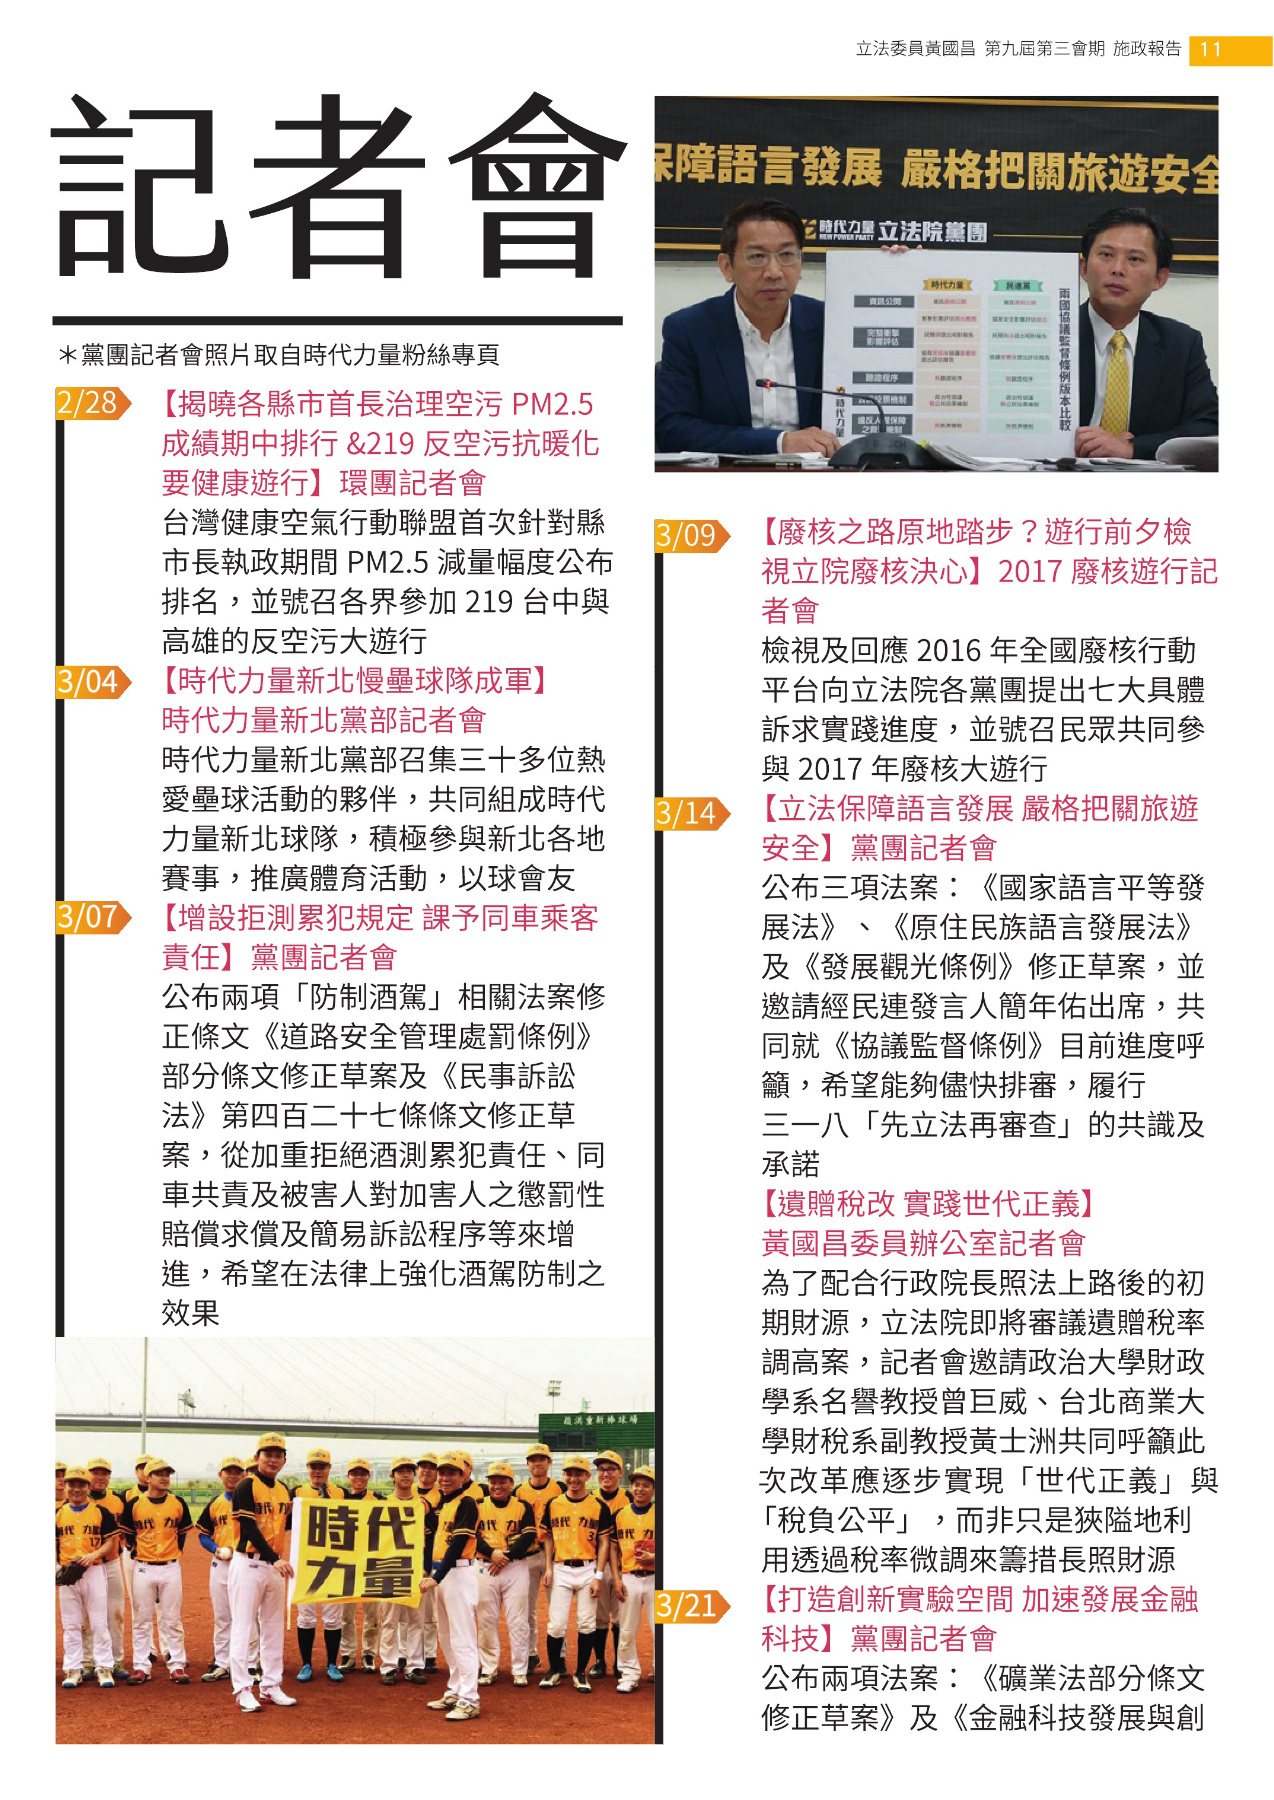 立法委員黃國昌 第九屆第三會期 施政報告 11
記者會
＊黨團記者會照片取自時代力量粉絲專頁
2/28
【揭曉各縣市首長治理空污 PM2.5
成績期中排行 &219 反空污抗暖化
要健康遊行】環團記者會
台灣健康空氣行動聯盟首次針對縣
市長執政期間 PM2.5 減量幅度公布
排名，並號召各界參加 219 台中與
高雄的反空污大遊行
3/04
【時代力量新北慢壘球隊成軍】
時代力量新北黨部記者會
時代力量新北黨部召集三十多位熱
愛壘球活動的夥伴，共同組成時代
力量新北球隊，積極參與新北各地
賽事，推廣體育活動，以球會友
3/07
【增設拒測累犯規定 課予同車乘客
責任】黨團記者會
公布兩項「防制酒駕」相關法案修
正條文《道路安全管理處罰條例》
部分條文修正草案及《民事訴訟
法》第四百二十七條條文修正草
案，從加重拒絕酒測累犯責任、同
車共責及被害人對加害人之懲罰性
賠償求償及簡易訴訟程序等來增
進，希望在法律上強化酒駕防制之
效果
嶺洪重新棒球場
時代
力量
時代 力量
17
保障語言發展 嚴格把關旅遊安全
時代力量 立法院黨團
NEW POWER PARTY
時代力量
民進黨
資訊公開
完整衝擊
影響評估
聽證程序
兩國協議監督條例版本比較
時代力量
3/09
【廢核之路原地踏步？遊行前夕檢
視立院廢核決心】2017 廢核遊行記
者會
檢視及回應 2016 年全國廢核行動
平台向立法院各黨團提出七大具體
訴求實踐進度，並號召民眾共同參
與 2017 年廢核大遊行
3/14
【立法保障語言發展 嚴格把關旅遊
安全】黨團記者會
公布三項法案：《國家語言平等發
展法》、《原住民族語言發展法》
及《發展觀光條例》修正草案，並
邀請經民連發言人簡年佑出席，共
同就《協議監督條例》目前進度呼
籲，希望能夠儘快排審，履行
三一八「先立法再審查」的共識及
承諾
【遺贈稅改 實踐世代正義】
黃國昌委員辦公室記者會
為了配合行政院長照法上路後的初
期財源，立法院即將審議遺贈稅率
調高案，記者會邀請政治大學財政
學系名譽教授曾巨威、台北商業大
學財稅系副教授黃士洲共同呼籲此
次改革應逐步實現「世代正義」與
「稅負公平」，而非只是狹隘地利
用透過稅率微調來籌措長照財源
3/21
【打造創新實驗空間 加速發展金融
科技】黨團記者會
公布兩項法案：《礦業法部分條文
修正草案》及《金融科技發展與創